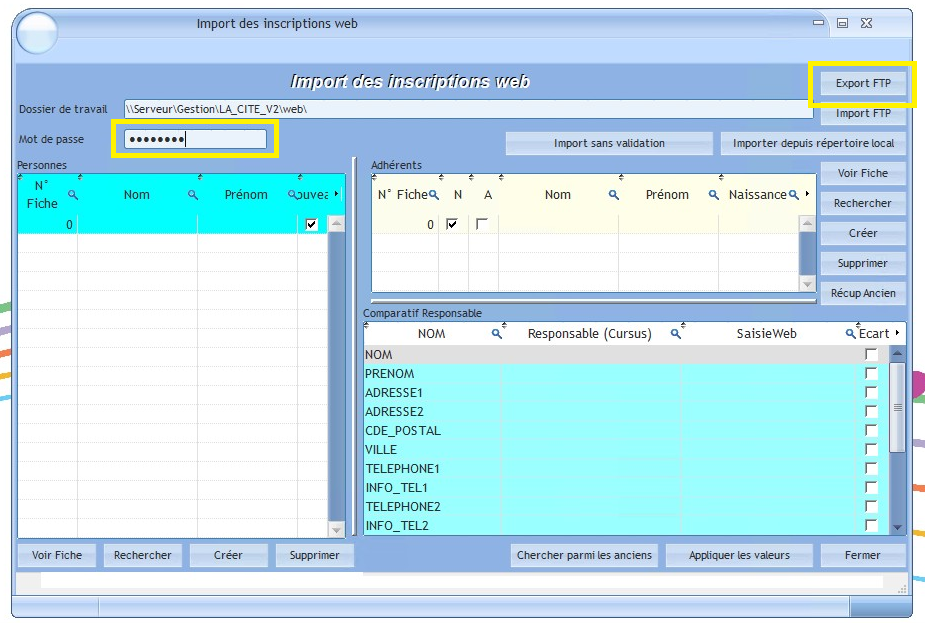 Import des inscriptions web
Import des inscriptions web
Export FTP
Dossier de travail \\Serveur\Gestion\LA_CITE_V2\web\
Import FTP
Mot de passe ••••••••
Import sans validation Importer depuis répertoire local
Personnes
N° Fiche Nom Prénom
0
Adhérents
N° Fiche N A Nom Prénom Naissance
0
Voir Fiche
Rechercher
Créer
Supprimer
Récup Ancien
Comparatif Responsable
NOM Responsable (Cursus) SaisieWeb Ecart
NOM
PRENOM
ADRESSE1
ADRESSE2
CDE_POSTAL
VILLE
TELEPHONE1
INFO_TEL1
TELEPHONE2
INFO_TEL2
Voir Fiche Rechercher Créer Supprimer Chercher parmi les anciens Appliquer les valeurs Fermer